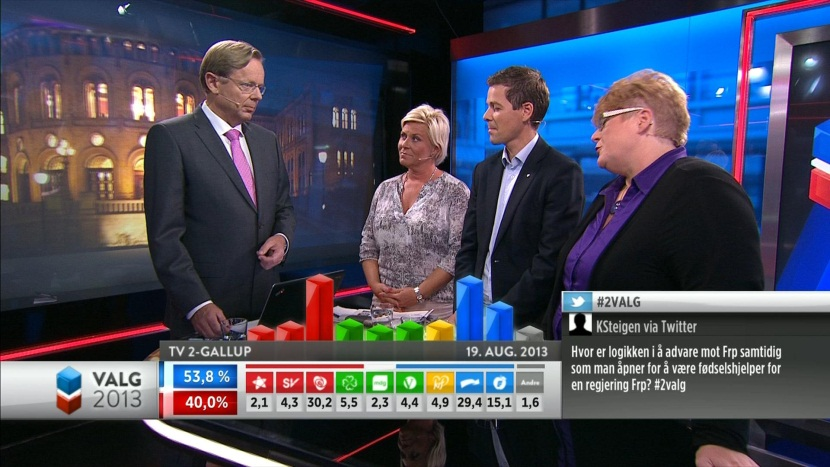 #2VALG
KSteigen via Twitter
Hvor er logikken i å advare mot Frp samtidig
som man åpner for å være fødselshjelper for
en regjering Frp? #2valg
TV 2-GALLUP 19. AUG. 2013
VALG
2013
53,8 %
40,0%
SV
Andre
2,1 4,3 30,2 5,5 2,3 4,4 4,9 29,4 15,1 1,6